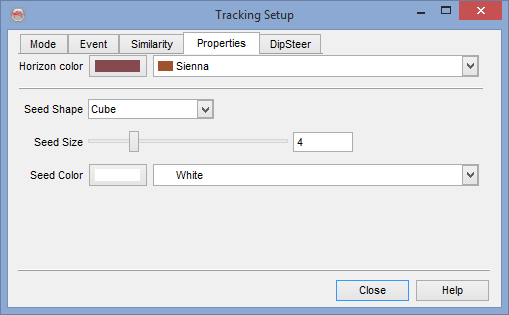 Tracking Setup
Mode Event Similarity Properties DipSteer
Horizon color Sienna
Seed Shape Cube
Seed Size 4
Seed Color White
Close Help